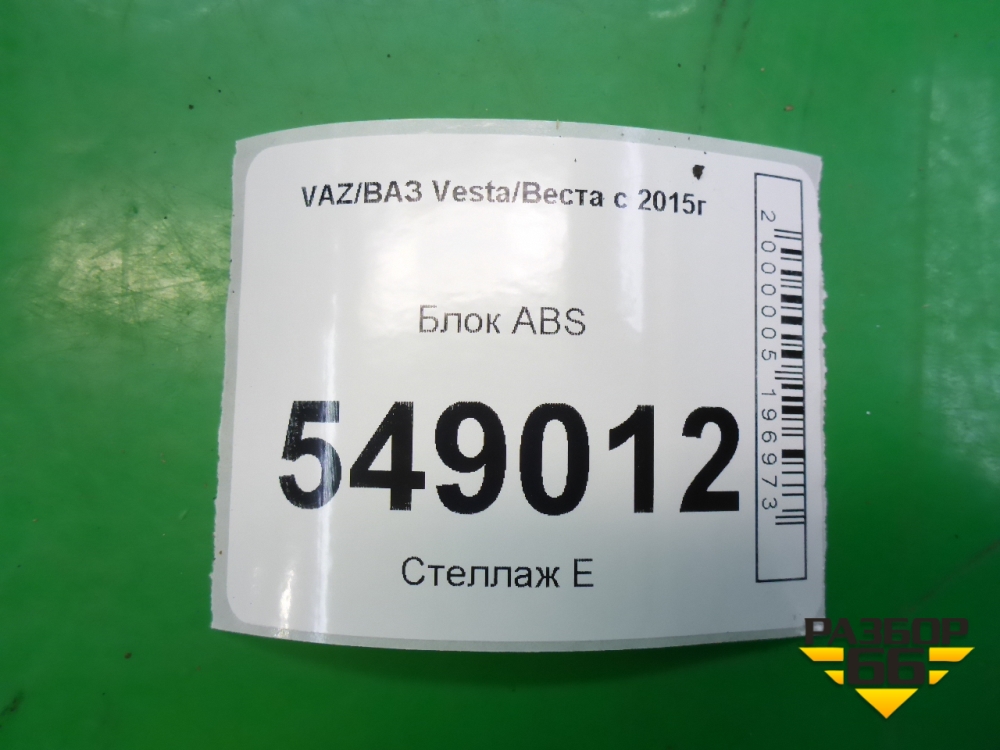 VAZ/ВАЗ Vesta/Веста с 2015г
Блок ABS
549012
Стеллаж Е
2000005196973
РАЗБОР
66